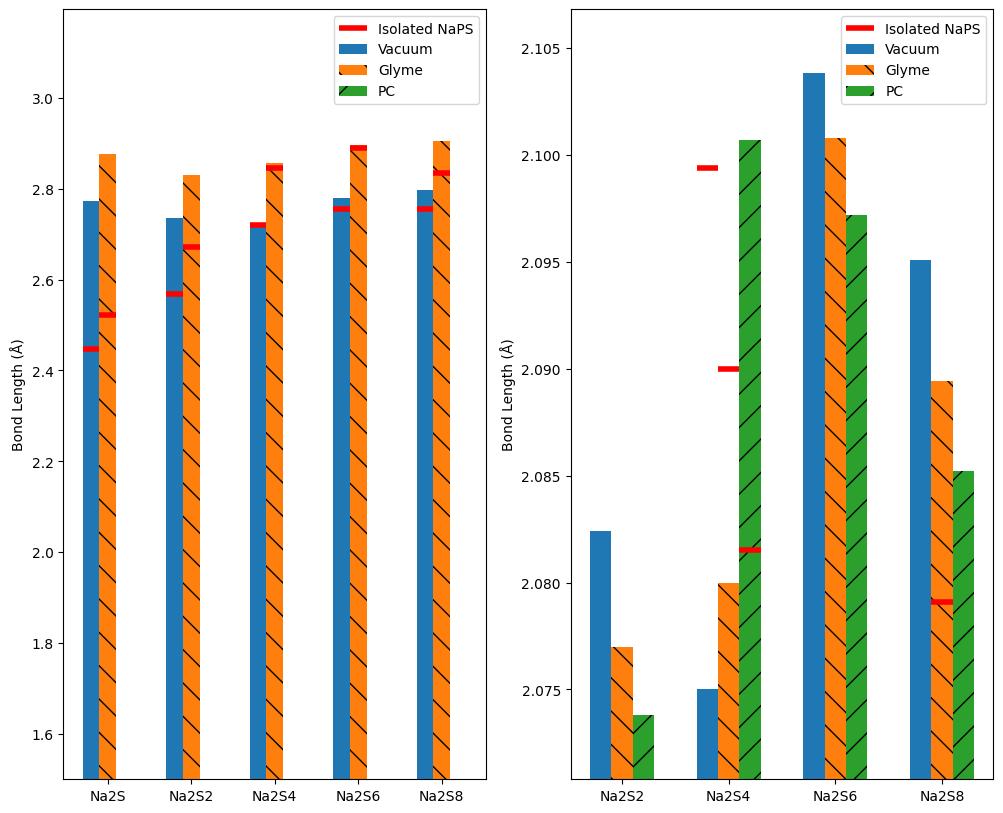 Isolated NaPS
Vacuum
Glyme
PC
3.0
2.8
2.6
2.4
2.2
2.0
1.8
1.6
Bond Length (Å)
Na2S Na2S2 Na2S4 Na2S6 Na2S8
Isolated NaPS
Vacuum
Glyme
PC
2.105
2.100
2.095
2.090
2.085
2.080
2.075
Bond Length (Å)
Na2S2 Na2S4 Na2S6 Na2S8